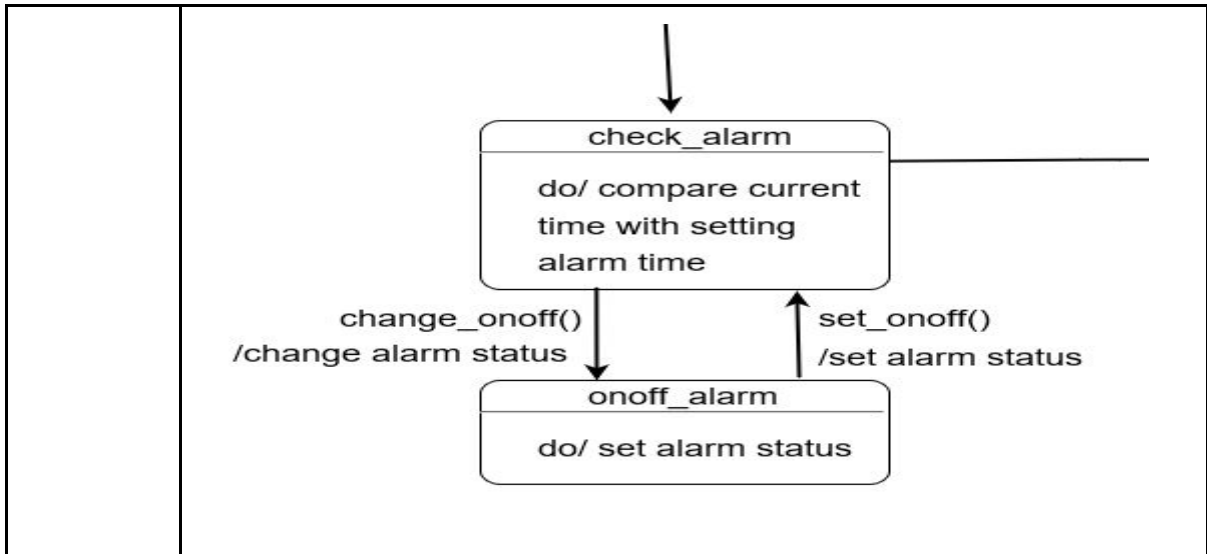 check_alarm
do/ compare current
time with setting
alarm time
change_onoff()
/change alarm status
set_onoff()
/set alarm status
onoff_alarm
do/ set alarm status